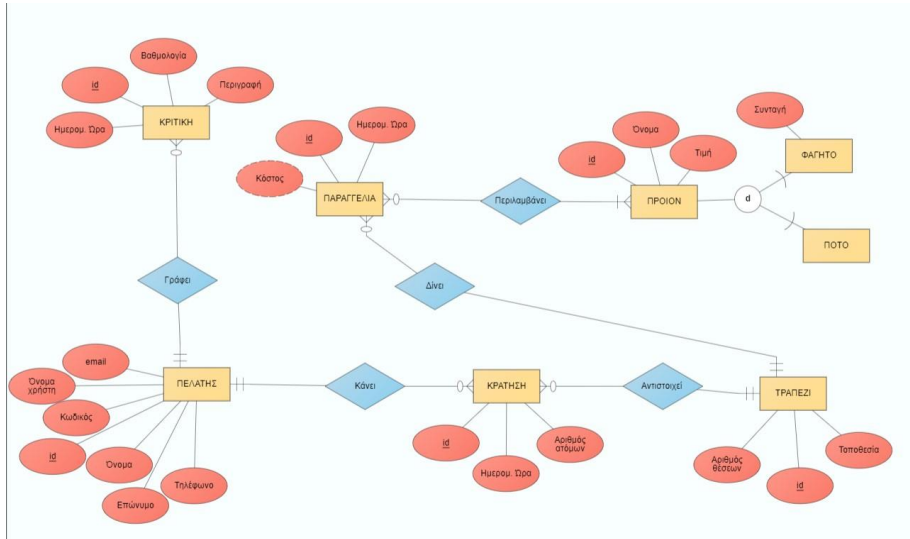 Βαθμολογία
id
Περιγραφή
Ημερομ. Ώρα
ΚΡΙΤΙΚΗ
Γράφει
Κόστος
id
Ημερομ. Ώρα
ΠΑΡΑΓΓΕΛΙΑ
Περιλαμβάνει
id
Όνομα
Τιμή
ΠΡΟΙΟΝ
d
Συνταγή
ΦΑΓΗΤΟ
ΠΟΤΟ
Δίνει
email
Όνομα
χρήστη
Κωδικός
id
Όνομα
Επώνυμο
Τηλέφωνο
ΠΕΛΑΤΗΣ
Κάνει
ΚΡΑΤΗΣΗ
id
Ημερομ. Ώρα
Αριθμός
ατόμων
Αντιστοιχεί
ΤΡΑΠΕΖΙ
Αριθμός
θέσεων
id
Τοποθεσία